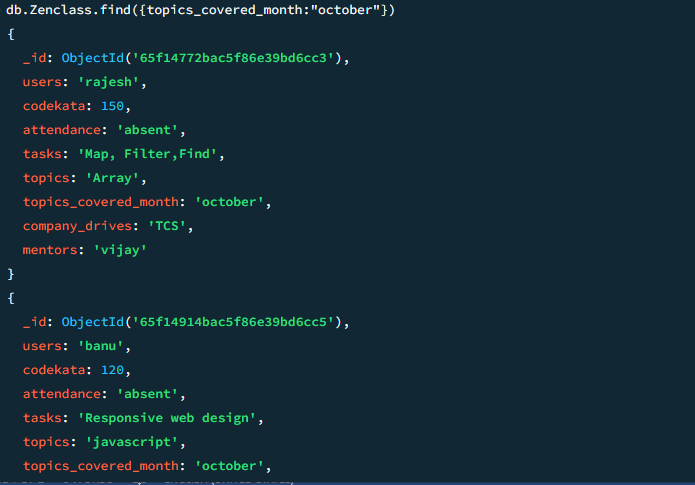 db.Zenclass.find({topics_covered_month:"october"})
{
_id: ObjectId('65f14772bac5f86e39bd6cc3'),
users: 'rajesh',
codekata: 150,
attendance: 'absent',
tasks: 'Map, Filter,Find',
topics: 'Array',
topics_covered_month: 'october',
company_drives: 'TCS',
mentors: 'vijay'
}
{
_id: ObjectId('65f14914bac5f86e39bd6cc5'),
users: 'banu',
codekata: 120,
attendance: 'absent',
tasks: 'Responsive web design',
topics: 'javascript',
topics_covered_month: 'october',